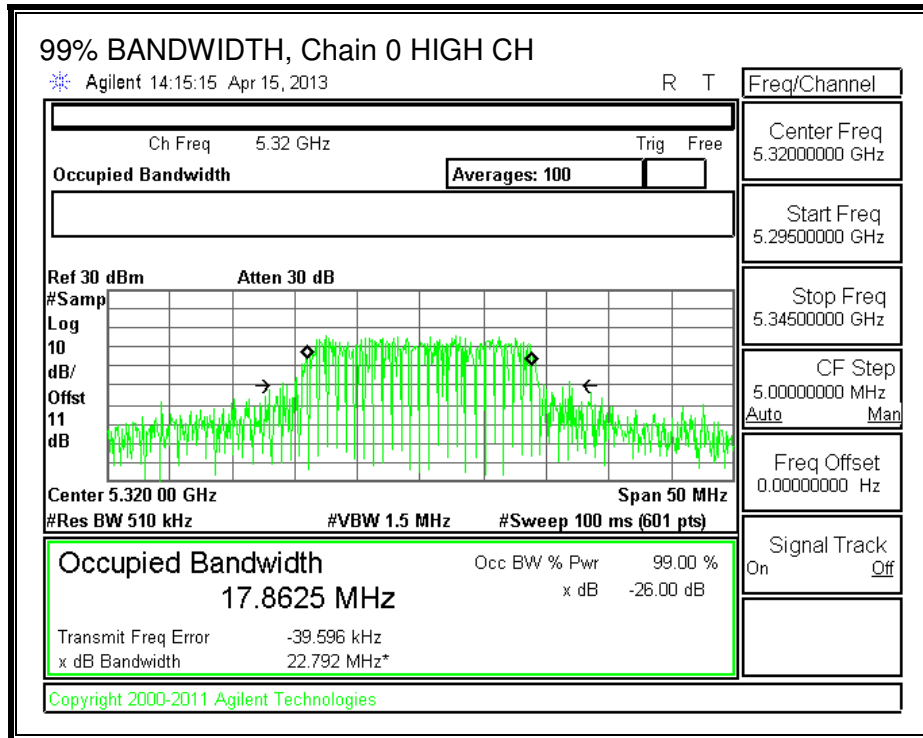 99% BANDWIDTH, Chain 0 HIGH CH
Agilent 14:15:15 Apr 15, 2013 R T
Ch Freq 5.32 GHz Trig Free
Occupied Bandwidth Averages: 100
Ref 30 dBm Atten 30 dB
#Samp
Log
10
dB/
Offst
11
dB
Center 5.320 00 GHz Span 50 MHz
#Res BW 510 kHz #VBW 1.5 MHz #Sweep 100 ms (601 pts)
Occupied Bandwidth Occ BW % Pwr 99.00 %
17.8625 MHz x dB -26.00 dB
Transmit Freq Error -39.596 kHz
x dB Bandwidth 22.792 MHz*
Copyright 2000-2011 Agilent Technologies
Freq/Channel
Center Freq
5.32000000 GHz
Start Freq
5.29500000 GHz
Stop Freq
5.34500000 GHz
CF Step
5.00000000 MHz
Auto Man
Freq Offset
0.00000000 Hz
Signal Track
On Off